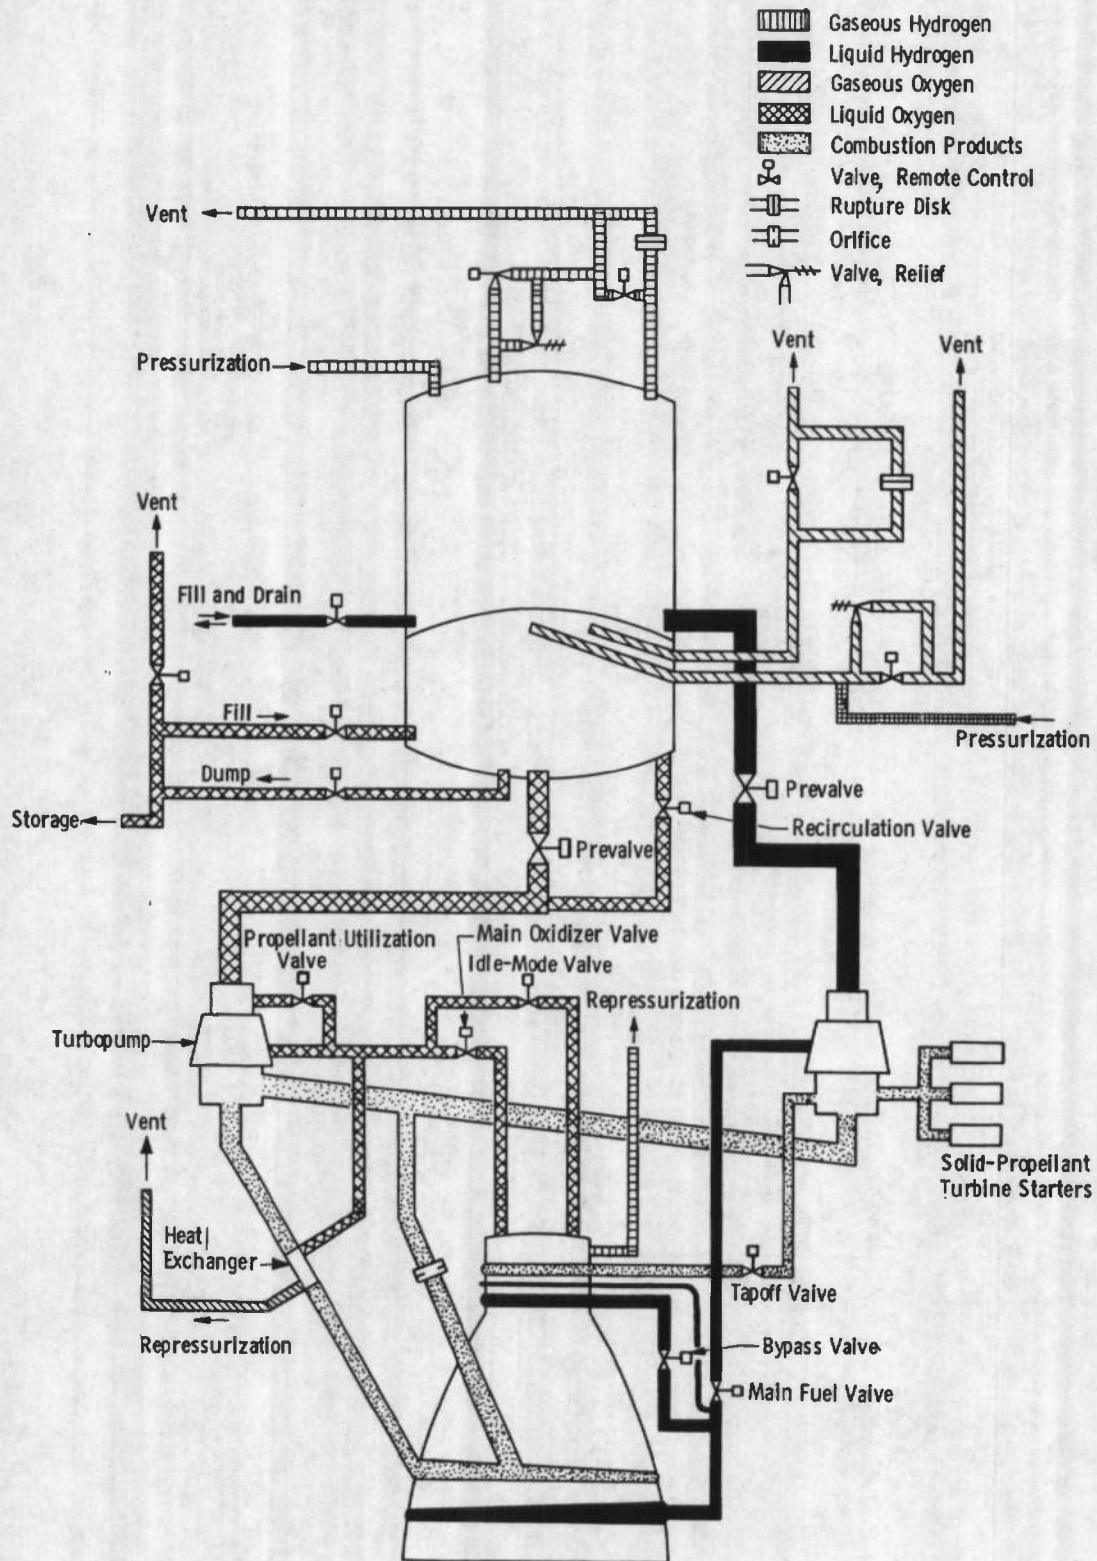 Gaseous Hydrogen
Liquid Hydrogen
Gaseous Oxygen
Liquid Oxygen
Combustion Products
Valve, Remote Control
Rupture Disk
Orifice
Valve, Relief
Vent
Vent
Vent
Pressurization
Vent
Fill and Drain
Fill
Pressurization
Dump
Prevalve
Storage
Recirculation Valve
Prevalve
Propellant Utilization
Valve
Main Oxidizer Valve
Idle-Mode Valve
Repressurization
Turbopump
Vent
Solid-Propellant
Turbine Starters
Heat
Exchanger
Tapoff Valve
Repressurization
Bypass Valve
Main Fuel Valve